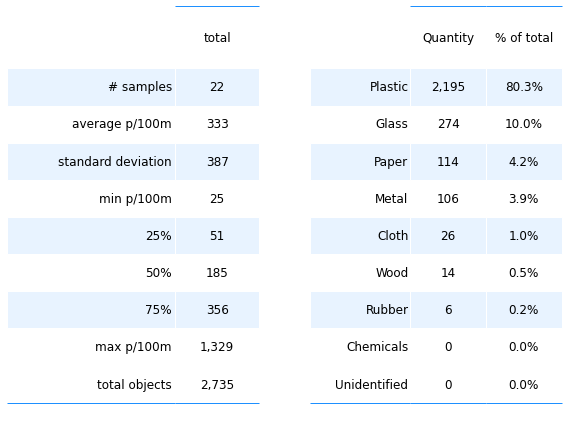 total
# samples 22
average p/100m 333
standard deviation 387
min p/100m 25
25% 51
50% 185
75% 356
max p/100m 1,329
total objects 2,735
Quantity % of total
Plastic 2,195 80.3%
Glass 274 10.0%
Paper 114 4.2%
Metal 106 3.9%
Cloth 26 1.0%
Wood 14 0.5%
Rubber 6 0.2%
Chemicals 0 0.0%
Unidentified 0 0.0%